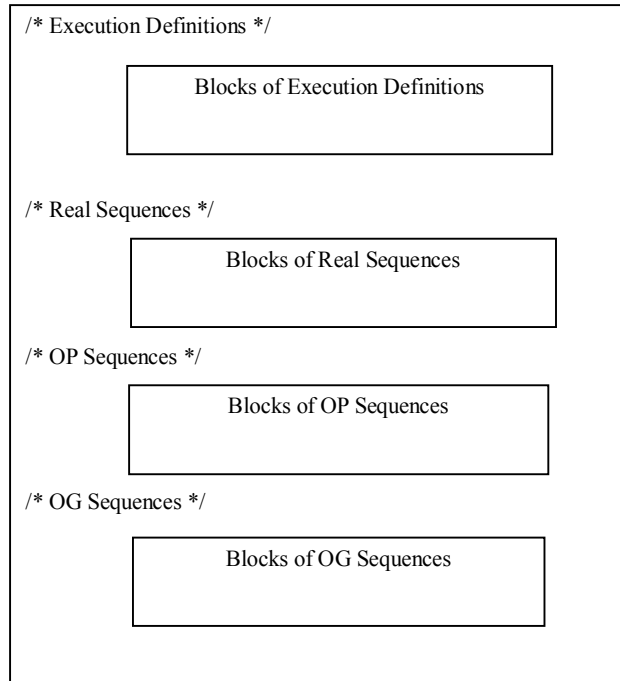 /* Execution Definitions */
Blocks of Execution Definitions
/* Real Sequences */
Blocks of Real Sequences
/* OP Sequences */
Blocks of OP Sequences
/* OG Sequences */
Blocks of OG Sequences